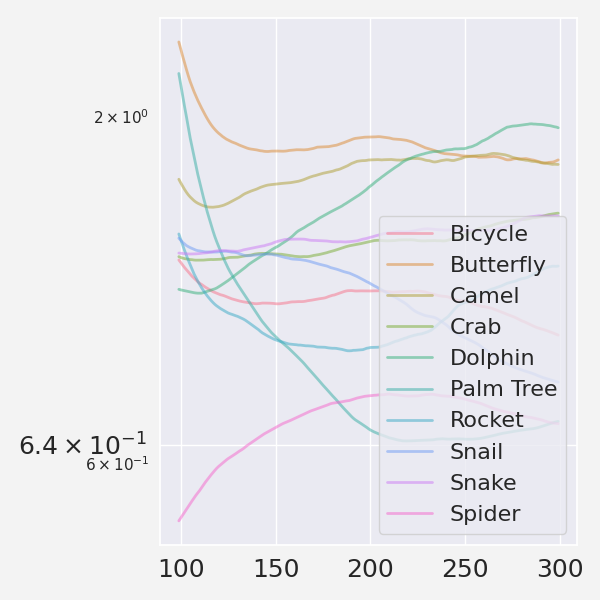 2 × 10⁰
6.4 × 10⁻¹
6 × 10⁻¹
100 150 200 250 300
Bicycle
Butterfly
Camel
Crab
Dolphin
Palm Tree
Rocket
Snail
Snake
Spider